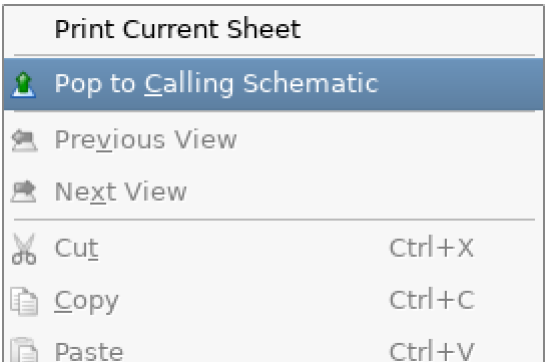 Print Current Sheet
Pop to Calling Schematic
Previous View
Next View
Cut Ctrl+X
Copy Ctrl+C
Paste Ctrl+V